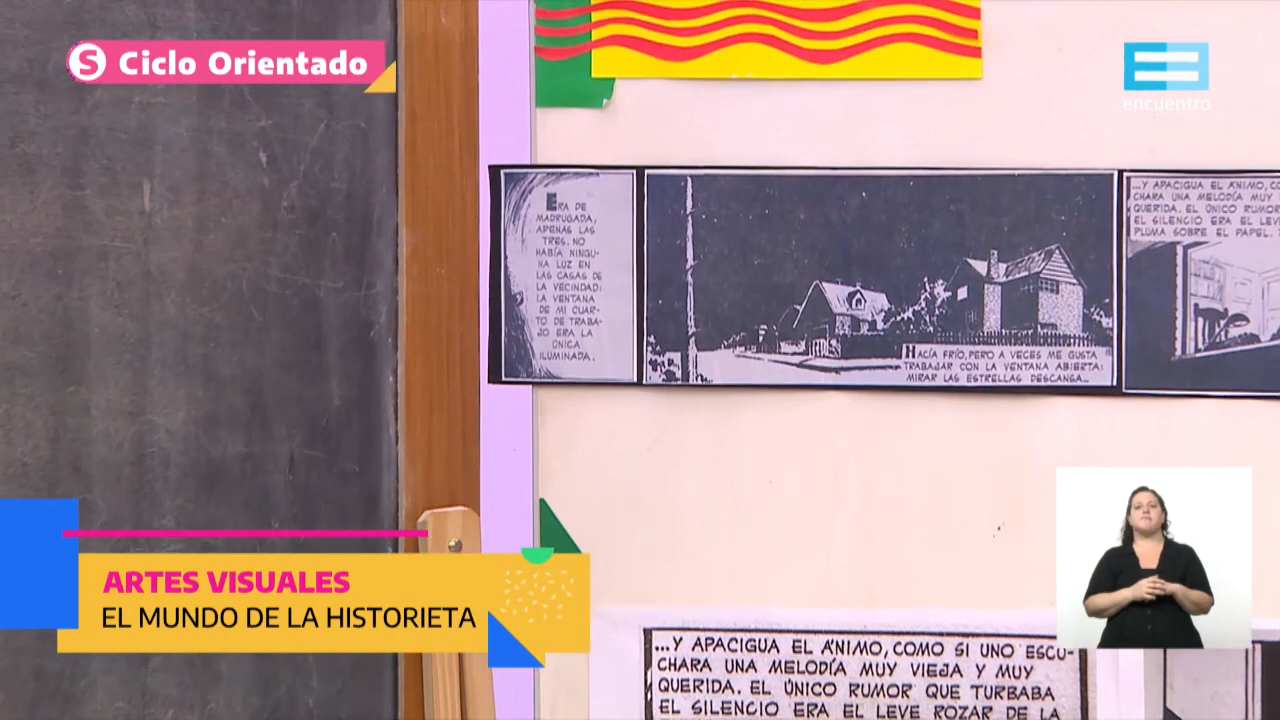 S Ciclo Orientado
encuentro
ERA DE
MADRUGADA,
APENAS LAS
TRES. NO
HABÍA NINGU-
NA LUZ EN
LAS CASAS DE
LA VECINDAD:
LA VENTANA
DE MI CUAR-
TO DE TRABA-
JO ERA LA
ÚNICA
ILUMINADA.
HACÍA FRÍO, PERO A VECES ME GUSTA
TRABAJAR CON LA VENTANA ABIERTA:
MIRAR LAS ESTRELLAS DESCANSA...
...Y APACIGUA EL ÁNIMO, CO
CHARA UNA MELODÍA MUY
QUERIDA. EL ÚNICO RUMOR
EL SILENCIO ERA EL LEVE
PLUMA SOBRE EL PAPEL.
ARTES VISUALES
EL MUNDO DE LA HISTORIETA
...Y APACIGUA EL ÁNIMO, COMO SI UNO ESCU-
CHARA UNA MELODÍA MUY VIEJA Y MUY
QUERIDA. EL ÚNICO RUMOR QUE TURBABA
EL SILENCIO ERA EL LEVE ROZAR DE LA